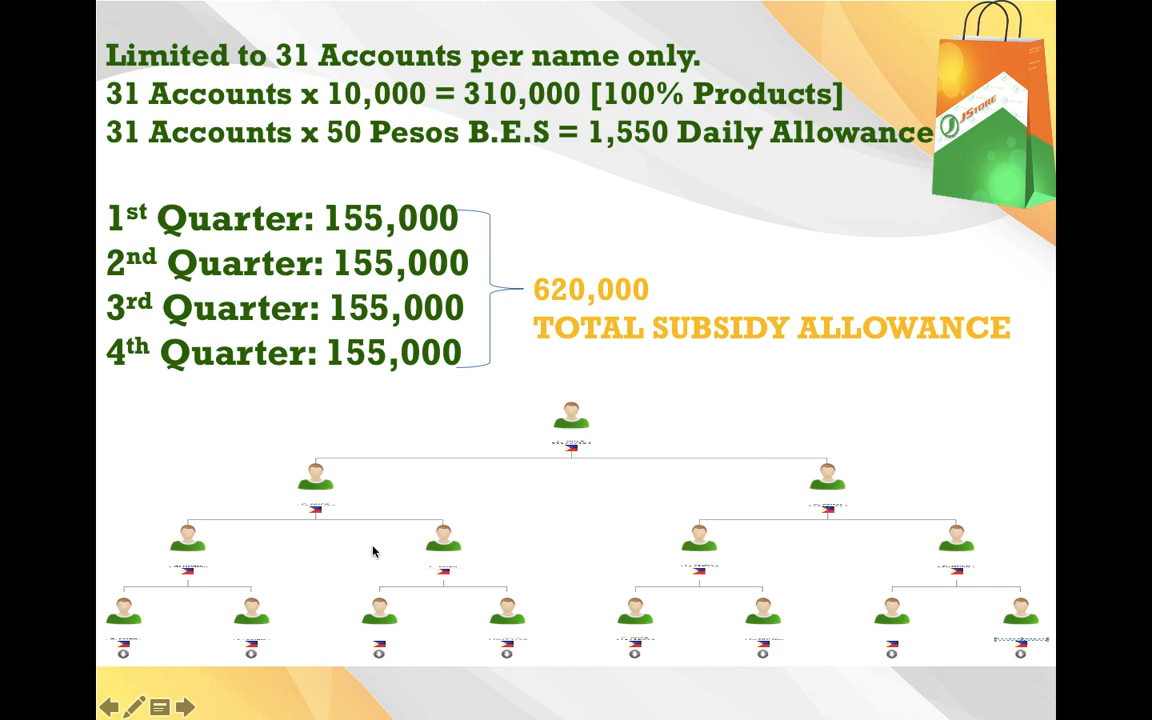 Limited to 31 Accounts per name only.
31 Accounts x 10,000 = 310,000 [100% Products]
31 Accounts x 50 Pesos B.E.S = 1,550 Daily Allowance
JSTORE
1st Quarter: 155,000
2nd Quarter: 155,000
3rd Quarter: 155,000
4th Quarter: 155,000
620,000
TOTAL SUBSIDY ALLOWANCE